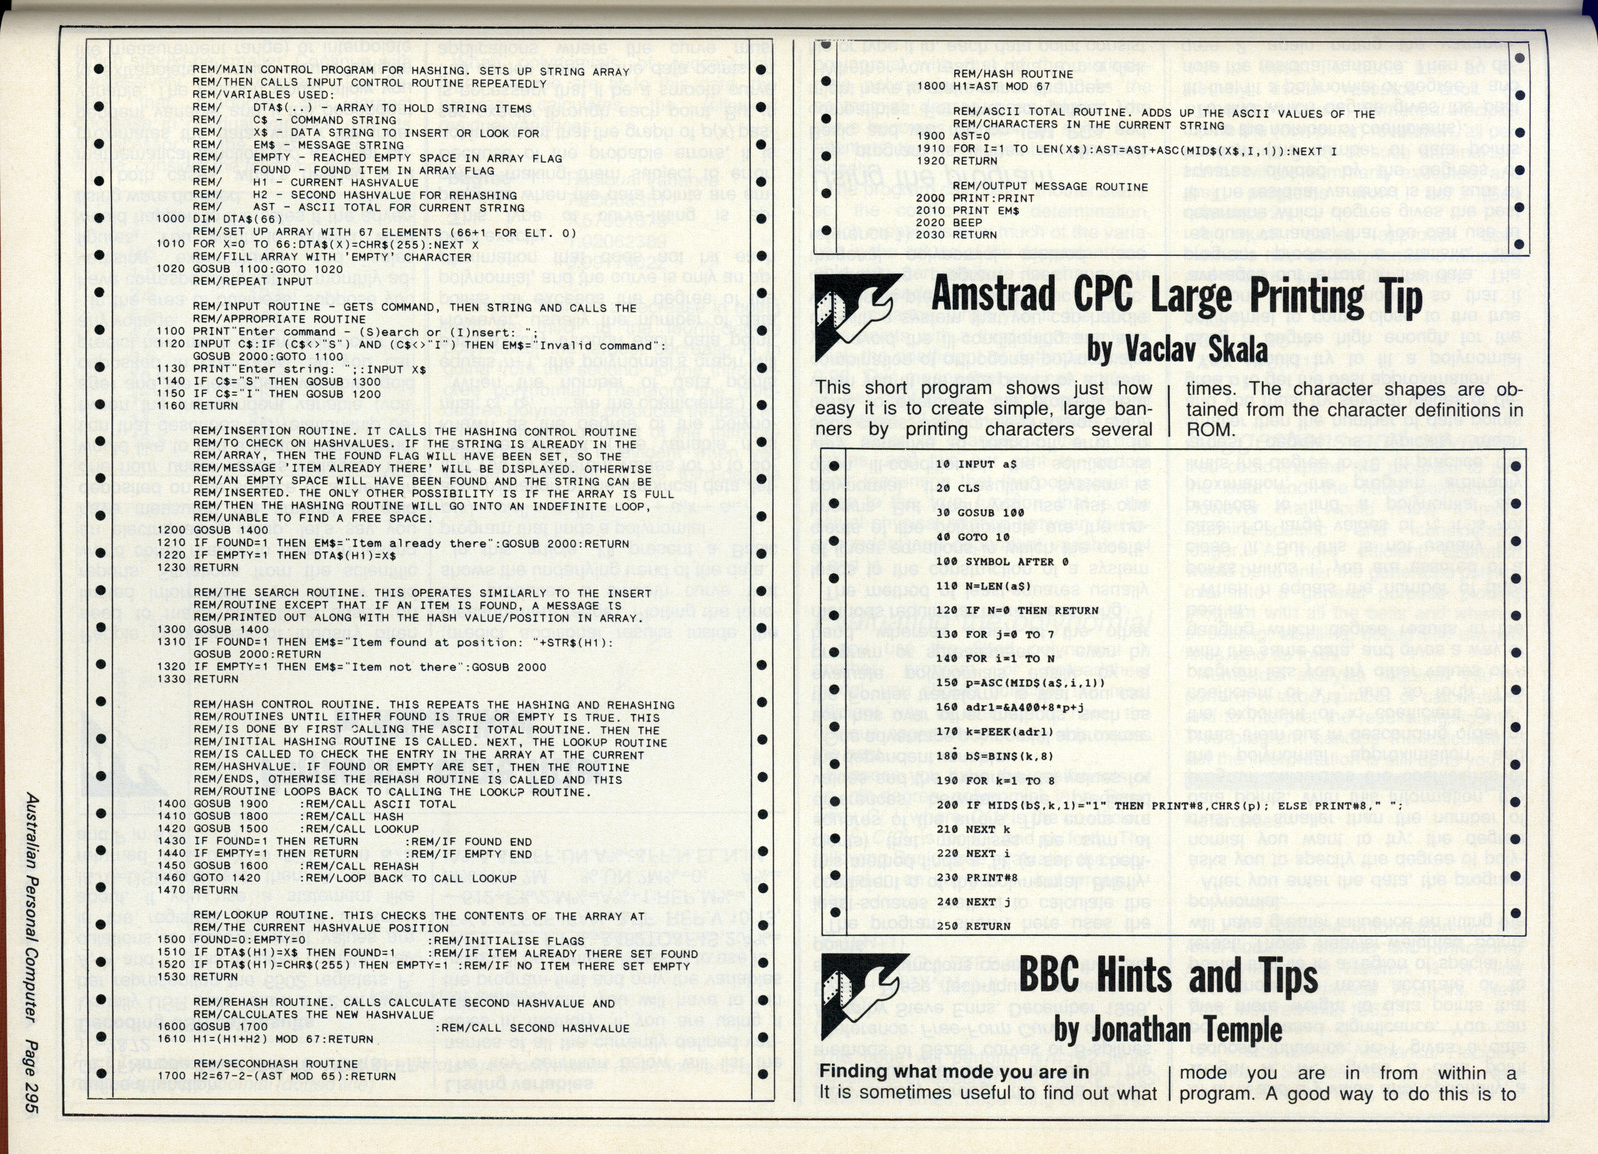 REM/MAIN CONTROL PROGRAM FOR HASHING. SETS UP STRING ARRAY
REM/THEN CALLS INPUT CONTROL ROUTINE REPEATEDLY
REM/VARIABLES USED:
REM/ DTA$(..) - ARRAY TO HOLD STRING ITEMS
REM/ C$ - COMMAND STRING
REM/ X$ - DATA STRING TO INSERT OR LOOK FOR
REM/ EM$ - MESSAGE STRING
REM/ EMPTY - REACHED EMPTY SPACE IN ARRAY FLAG
REM/ FOUND - FOUND ITEM IN ARRAY FLAG
REM/ H1 - CURRENT HASHVALUE
REM/ H2 - SECOND HASHVALUE FOR REHASHING
REM/ AST - ASCII TOTAL FOR CURRENT STRING
1000 DIM DTA$(66)
REM/SET UP ARRAY WITH 67 ELEMENTS (66+1 FOR ELT. 0)
1010 FOR X=0 TO 66:DTA$(X)=CHR$(255):NEXT X
REM/FILL ARRAY WITH 'EMPTY' CHARACTER
1020 GOSUB 1100:GOTO 1020
REM/REPEAT INPUT
REM/INPUT ROUTINE - GETS COMMAND, THEN STRING AND CALLS THE
REM/APPROPRIATE ROUTINE
1100 PRINT"Enter command - (S)earch or (I)nsert: ";
1120 INPUT C$:IF (C$<>"S") AND (C$<>"I") THEN EM$="Invalid command":
GOSUB 2000:GOTO 1100
1130 PRINT"Enter string: ";:INPUT X$
1140 IF C$="S" THEN GOSUB 1300
1150 IF C$="I" THEN GOSUB 1200
1160 RETURN
REM/INSERTION ROUTINE. IT CALLS THE HASHING CONTROL ROUTINE
REM/TO CHECK ON HASHVALUES. IF THE STRING IS ALREADY IN THE
REM/ARRAY, THEN THE FOUND FLAG WILL HAVE BEEN SET, SO THE
REM/MESSAGE 'ITEM ALREADY THERE' WILL BE DISPLAYED. OTHERWISE
REM/AN EMPTY SPACE WILL HAVE BEEN FOUND AND THE STRING CAN BE
REM/INSERTED. THE ONLY OTHER POSSIBILITY IS IF THE ARRAY IS FULL
REM/THEN THE HASHING ROUTINE WILL GO INTO AN INDEFINITE LOOP,
REM/UNABLE TO FIND A FREE SPACE.
1200 GOSUB 1400
1210 IF FOUND=1 THEN EM$="Item already there":GOSUB 2000:RETURN
1220 IF EMPTY=1 THEN DTA$(H1)=X$
1230 RETURN
REM/THE SEARCH ROUTINE. THIS OPERATES SIMILARLY TO THE INSERT
REM/ROUTINE EXCEPT THAT IF AN ITEM IS FOUND, A MESSAGE IS
REM/PRINTED OUT ALONG WITH THE HASH VALUE/POSITION IN ARRAY.
1300 GOSUB 1400
1310 IF FOUND=1 THEN EM$="Item found at position: "+STR$(H1):
GOSUB 2000:RETURN
1320 IF EMPTY=1 THEN EM$="Item not there":GOSUB 2000
1330 RETURN
REM/HASH CONTROL ROUTINE. THIS REPEATS THE HASHING AND REHASHING
REM/ROUTINES UNTIL EITHER FOUND IS TRUE OR EMPTY IS TRUE. THIS
REM/IS DONE BY FIRST CALLING THE ASCII TOTAL ROUTINE. THEN THE
REM/INITIAL HASHING ROUTINE IS CALLED. NEXT, THE LOOKUP ROUTINE
REM/IS CALLED TO CHECK THE ENTRY IN THE ARRAY AT THE CURRENT
REM/HASHVALUE. IF FOUND OR EMPTY ARE SET, THEN THE ROUTINE
REM/ENDS, OTHERWISE THE REHASH ROUTINE IS CALLED AND THIS
REM/ROUTINE LOOPS BACK TO CALLING THE LOOKUP ROUTINE.
1400 GOSUB 1900 :REM/CALL ASCII TOTAL
1410 GOSUB 1800 :REM/CALL HASH
1420 GOSUB 1500 :REM/CALL LOOKUP
1430 IF FOUND=1 THEN RETURN :REM/IF FOUND END
1440 IF EMPTY=1 THEN RETURN :REM/IF EMPTY END
1450 GOSUB 1600 :REM/CALL REHASH
1460 GOTO 1420 :REM/LOOP BACK TO CALL LOOKUP
1470 RETURN
REM/LOOKUP ROUTINE. THIS CHECKS THE CONTENTS OF THE ARRAY AT
REM/THE CURRENT HASHVALUE POSITION
1500 FOUND=0:EMPTY=0 :REM/INITIALISE FLAGS
1510 IF DTA$(H1)=X$ THEN FOUND=1 :REM/IF ITEM ALREADY THERE SET FOUND
1520 IF DTA$(H1)=CHR$(255) THEN EMPTY=1 :REM/IF NO ITEM THERE SET EMPTY
1530 RETURN
REM/REHASH ROUTINE. CALLS CALCULATE SECOND HASHVALUE AND
REM/CALCULATES THE NEW HASHVALUE
1600 GOSUB 1700 :REM/CALL SECOND HASHVALUE
1610 H1=(H1+H2) MOD 67:RETURN
REM/SECONDHASH ROUTINE
1700 H2=67-2-(AST MOD 65):RETURN
Australian Personal Computer Page 295
REM/HASH ROUTINE
1800 H1=AST MOD 67
REM/ASCII TOTAL ROUTINE. ADDS UP THE ASCII VALUES OF THE
REM/CHARACTERS IN THE CURRENT STRING
1900 AST=0
1910 FOR I=1 TO LEN(X$):AST=AST+ASC(MID$(X$,I,1)):NEXT I
1920 RETURN
REM/OUTPUT MESSAGE ROUTINE
2000 PRINT:PRINT
2010 PRINT EM$
2020 BEEP
2030 RETURN
Amstrad CPC Large Printing Tip
by Vaclav Skala
This short program shows just how
easy it is to create simple, large ban-
ners by printing characters several
times. The character shapes are ob-
tained from the character definitions in
ROM.
10 INPUT a$
20 CLS
30 GOSUB 100
40 GOTO 10
100 SYMBOL AFTER 0
110 N=LEN(a$)
120 IF N=0 THEN RETURN
130 FOR j=0 TO 7
140 FOR i=1 TO N
150 p=ASC(MID$(a$,i,1))
160 adr1=&A400+8*p+j
170 k=PEEK(adr1)
180 b$=BIN$(k,8)
190 FOR k=1 TO 8
200 IF MID$(b$,k,1)="1" THEN PRINT#8,CHR$(p); ELSE PRINT#8," ";
210 NEXT k
220 NEXT i
230 PRINT#8
240 NEXT j
250 RETURN
BBC Hints and Tips
by Jonathan Temple
Finding what mode you are in
It is sometimes useful to find out what
mode you are in from within a
program. A good way to do this is to